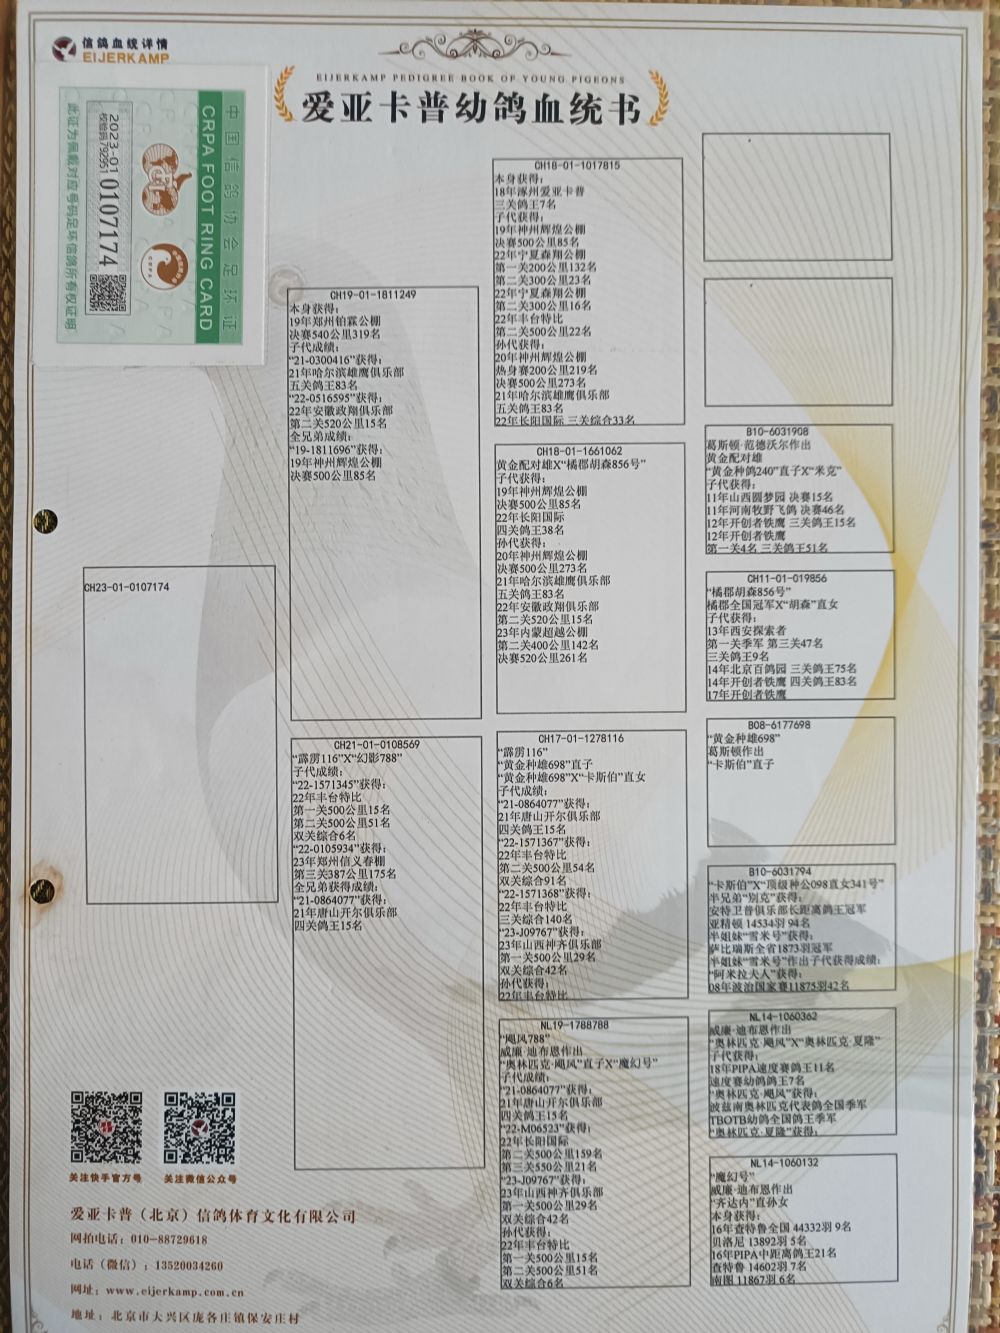 信鸽血统详情
EIJERKAMP
EIJERKAMP PEDIGREE BOOK OF YOUNG PIGEONS
爱亚卡普幼鸽血统书
中国信鸽协会足环证
CRPA FOOT RING CARD
2023-01 0107174
校验码792951
此证为佩戴对应号码足环信鸽所有权证明
CH23-01-0107174
CH19-01-1811249
本身获得:
19年郑州铂霖公棚
决赛540公里319名
子代成绩:
“21-0300416”获得:
21年哈尔滨雄鹰俱乐部
五关鸽王83名
“22-0516595”获得:
22年安徽政翔俱乐部
第二关520公里15名
全兄弟成绩:
“19-1811696”获得:
19年神州辉煌公棚
决赛500公里85名
CH21-01-0108569
“霹雳116”X“幻影788”
子代成绩:
“22-1571345”获得:
22年丰台特比
第一关500公里15名
第二关500公里51名
双关综合6名
“22-0105934”获得:
23年郑州信义春棚
第三关387公里175名
全兄弟获得成绩:
“21-0864077”获得:
21年唐山开尔俱乐部
四关鸽王15名
CH18-01-1017815
本身获得:
18年涿州爱亚卡普
三关鸽王7名
子代获得:
19年神州辉煌公棚
决赛500公里85名
22年宁夏森翔公棚
第一关200公里132名
第二关300公里23名
22年宁夏森翔公棚
第二关300公里16名
22年丰台特比
第二关500公里22名
孙代获得:
20年神州辉煌公棚
热身赛200公里219名
决赛500公里273名
21年哈尔滨雄鹰俱乐部
五关鸽王83名
22年长阳国际 三关综合33名
CH18-01-1661062
黄金配对雄X“橘郡胡森856号”
子代获得:
19年神州辉煌公棚
决赛500公里85名
22年长阳国际
四关鸽王38名
孙代获得:
20年神州辉煌公棚
决赛500公里273名
21年哈尔滨雄鹰俱乐部
五关鸽王83名
22年安徽政翔俱乐部
第二关520公里15名
23年内蒙超越公棚
第二关400公里142名
决赛520公里261名
CH17-01-1278116
“霹雳116”
“黄金种雄698”直子
“黄金种雄698”X“卡斯伯”直女
子代成绩:
“21-0864077”获得:
21年唐山开尔俱乐部
四关鸽王15名
“22-1571367”获得:
22年丰台特比
第二关500公里54名
双关综合91名
“22-1571368”获得:
22年丰台特比
三关综合140名
“23-J09767”获得:
23年山西神齐俱乐部
第一关500公里29名
双关综合42名
孙代获得:
22年丰台特比
NL19-1788788
“飓风788”
威廉·迪布恩作出
“奥林匹克·飓风”直子X“魔幻号”
子代成绩:
“21-0864077”获得:
21年唐山开尔俱乐部
四关鸽王15名
“22-M06523”获得:
22年长阳国际
第二关500公里159名
第三关550公里21名
“23-J09767”获得:
23年山西神齐俱乐部
第一关500公里29名
双关综合42名
孙代获得:
22年丰台特比
第一关500公里15名
第二关500公里51名
双关综合6名
B10-6031908
葛斯顿·范德沃尔作出
黄金配对雄
“黄金种鸽240”直子X“米克”
子代获得:
11年山西圆梦园 决赛15名
11年河南牧野飞鸽 决赛46名
12年开创者铁鹰 三关鸽王15名
12年开创者铁鹰
第一关4名 三关鸽王51名
CH11-01-019856
“橘郡胡森856号”
橘郡全国冠军X“胡森”直女
子代获得:
13年西安探索者
第一关季军 第三关47名
三关鸽王9名
14年北京百鸽园 三关鸽王75名
14年开创者铁鹰 四关鸽王83名
17年开创者铁鹰
B08-6177698
“黄金种雄698”
葛斯顿作出
“卡斯伯”直子
B10-6031794
“卡斯伯”X“顶级种公098直女341号”
半兄弟“别克”获得:
安特卫普俱乐部长距离鸽王冠军
亚精顿 14534羽 94名
半姐妹“雪米号”获得:
萨比瑞斯全省1873羽冠军
半姐妹“雪米号”作出子代获得成绩:
“阿米拉夫人”获得:
08年波治国家赛11875羽42名
NL14-1060362
威廉·迪布恩作出
“奥林匹克·飓风”X“奥林匹克·夏隆”
子代获得:
18年PIPA速度赛鸽王11名
速度赛幼鸽鸽王7名
“奥林匹克·飓风”获得:
波兹南奥林匹克代表鸽全国季军
TBOTB幼鸽全国鸽王季军
“奥林匹克·夏隆”获得:
NL14-1060132
“魔幻号”
威廉·迪布恩作出
“齐达内”直孙女
本身获得:
16年查特鲁全国 44332羽 9名
贝洛尼 13892羽 5名
16年PIPA中距离鸽王21名
查特鲁 14602羽 7名
南图 11867羽 6名
关注快手官方号
关注微信公众号
爱亚卡普（北京）信鸽体育文化有限公司
网拍电话：010-88729618
电话（微信）：13520034260
网址：www.eijerkamp.com.cn
地址：北京市大兴区庞各庄镇保安庄村